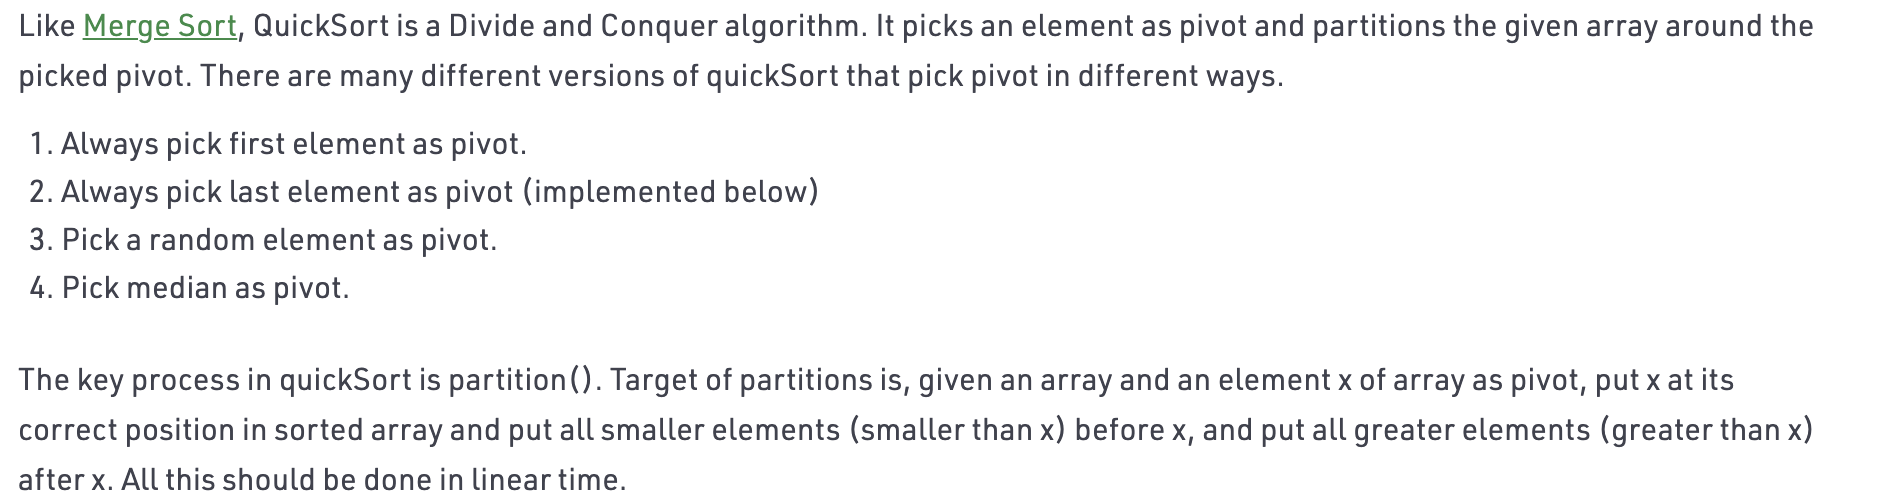 Like Merge Sort, QuickSort is a Divide and Conquer algorithm. It picks an element as pivot and partitions the given array around the
picked pivot. There are many different versions of quickSort that pick pivot in different ways.
1. Always pick first element as pivot.
2. Always pick last element as pivot (implemented below)
3. Pick a random element as pivot.
4. Pick median as pivot.
The key process in quickSort is partition(). Target of partitions is, given an array and an element x of array as pivot, put x at its
correct position in sorted array and put all smaller elements (smaller than x) before x, and put all greater elements (greater than x)
after x. All this should be done in linear time.